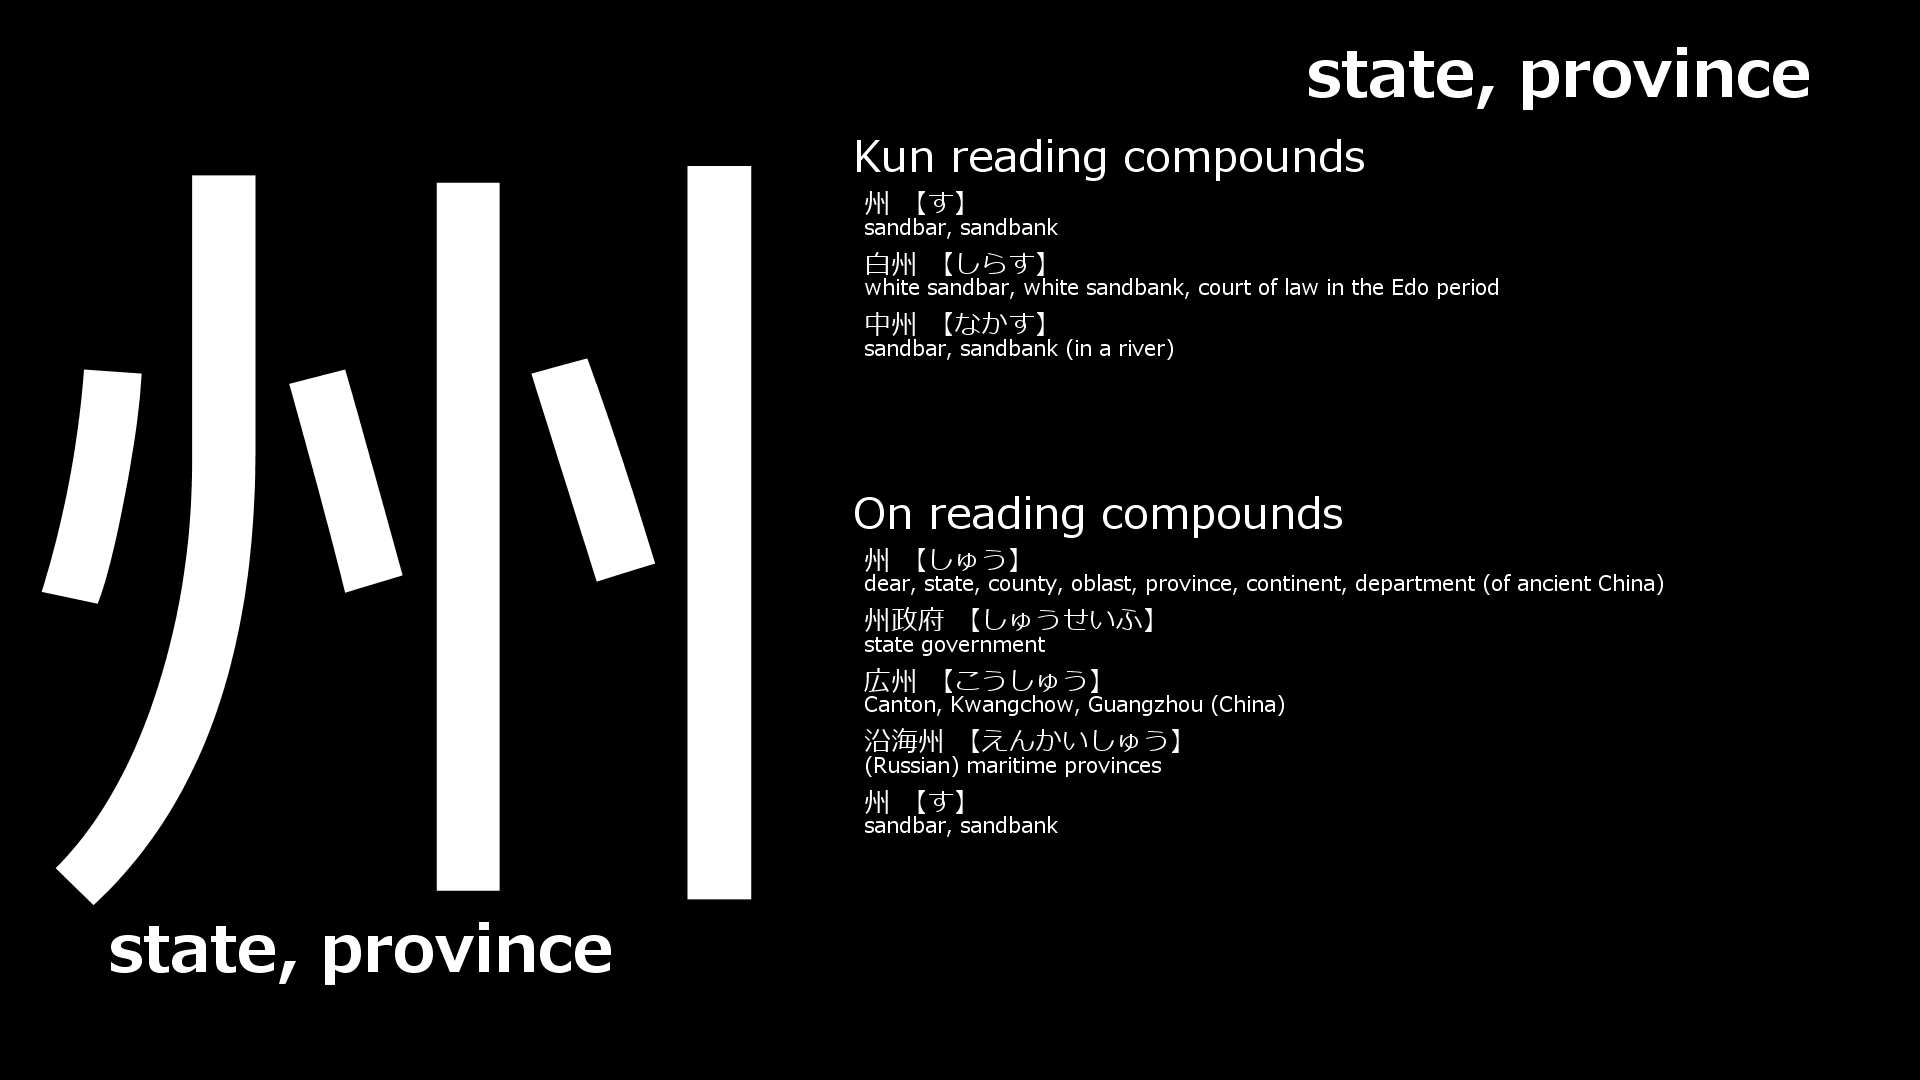 state, province
州
state, province
Kun reading compounds
州 【す】
sandbar, sandbank
白州 【しらす】
white sandbar, white sandbank, court of law in the Edo period
中州 【なかす】
sandbar, sandbank (in a river)
On reading compounds
州 【しゅう】
dear, state, county, oblast, province, continent, department (of ancient China)
州政府 【しゅうせいふ】
state government
広州 【こうしゅう】
Canton, Kwangchow, Guangzhou (China)
沿海州 【えんかいしゅう】
(Russian) maritime provinces
州 【す】
sandbar, sandbank